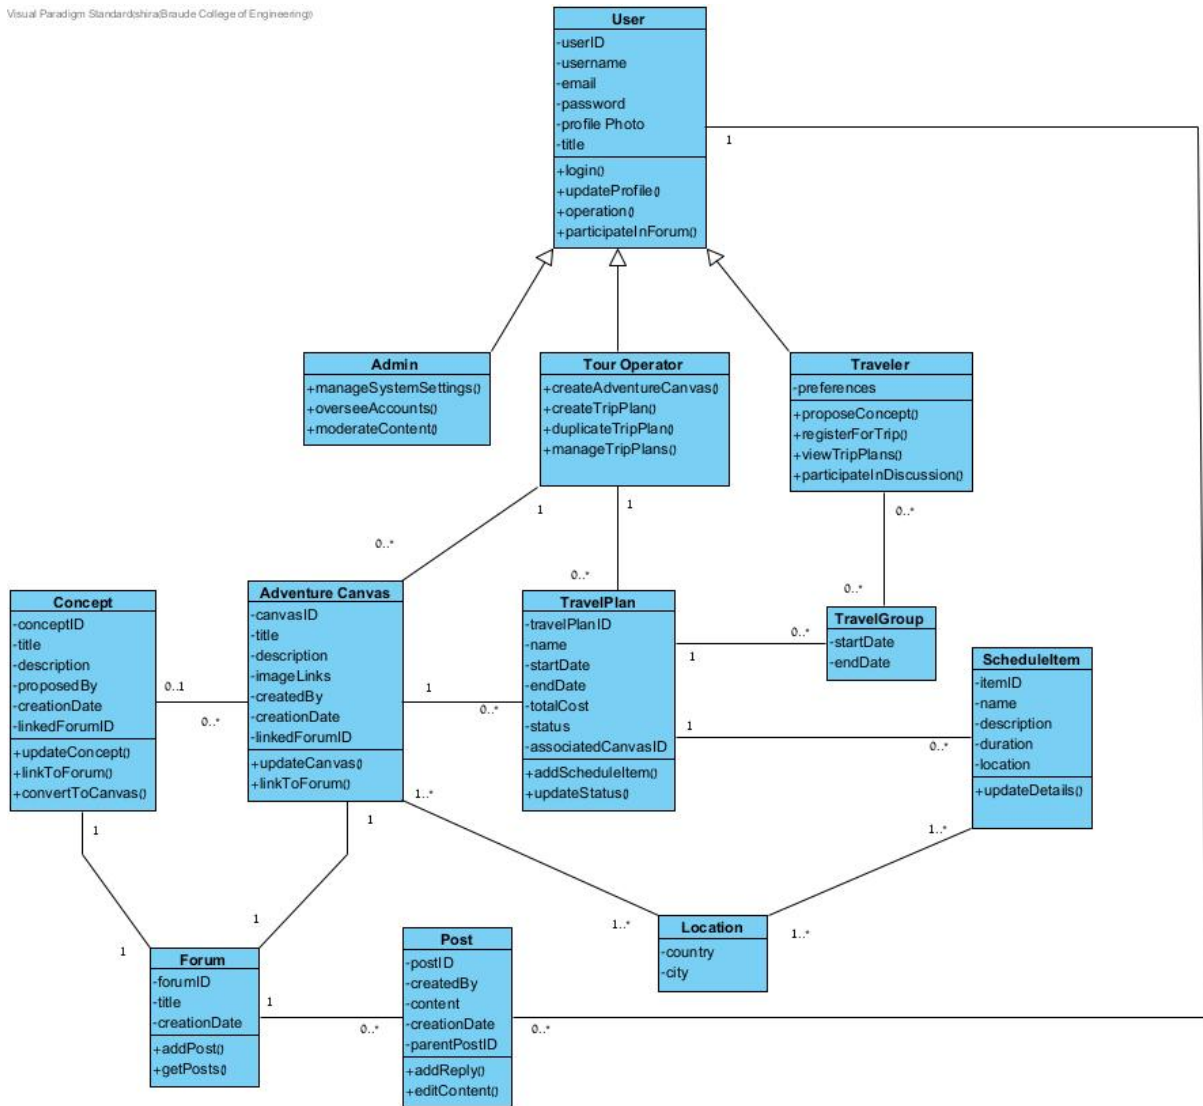 Visual Paradigm Standard(shira(Braude College of Engineering))
User
-userID
-username
-email
-password
-profile Photo
-title
+login()
+updateProfile()
+operation()
+participateInForum()
1
Admin
+manageSystemSettings()
+overseeAccounts()
+moderateContent()
Tour Operator
+createAdventureCanvas()
+createTripPlan()
+duplicateTripPlan()
+manageTripPlans()
Traveler
-preferences
+proposeConcept()
+registerForTrip()
+viewTripPlans()
+participateInDiscussion()
1
1
0..*
0..*
0..*
0..*
Concept
-conceptID
-title
-description
-proposedBy
-creationDate
-linkedForumID
+updateConcept()
+linkToForum()
+convertToCanvas()
0..1
0..*
Adventure Canvas
-canvasID
-title
-description
-imageLinks
-createdBy
-creationDate
-linkedForumID
+updateCanvas()
+linkToForum()
1
0..*
TravelPlan
-travelPlanID
-name
-startDate
-endDate
-totalCost
-status
-associatedCanvasID
+addScheduleItem()
+updateStatus()
1
0..*
TravelGroup
-startDate
-endDate
1
0..*
ScheduleItem
-itemID
-name
-description
-duration
-location
+updateDetails()
1
1
1..*
1..*
1
1
1..*
1..*
Location
-country
-city
Forum
-forumID
-title
-creationDate
+addPost()
+getPosts()
1
0..*
Post
-postID
-createdBy
-content
-creationDate
-parentPostID
+addReply()
+editContent()
0..*